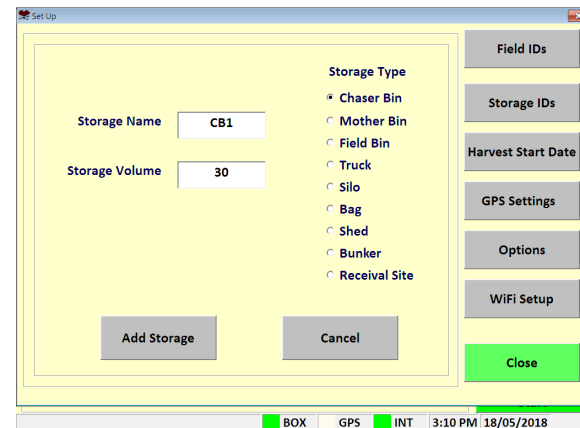 Set Up
Storage Type
Chaser Bin
Mother Bin
Field Bin
Truck
Silo
Bag
Shed
Bunker
Receival Site
Storage Name CB1
Storage Volume 30
Add Storage Cancel
Field IDs
Storage IDs
Harvest Start Date
GPS Settings
Options
WiFi Setup
Close
BOX GPS INT 3:10 PM 18/05/2018